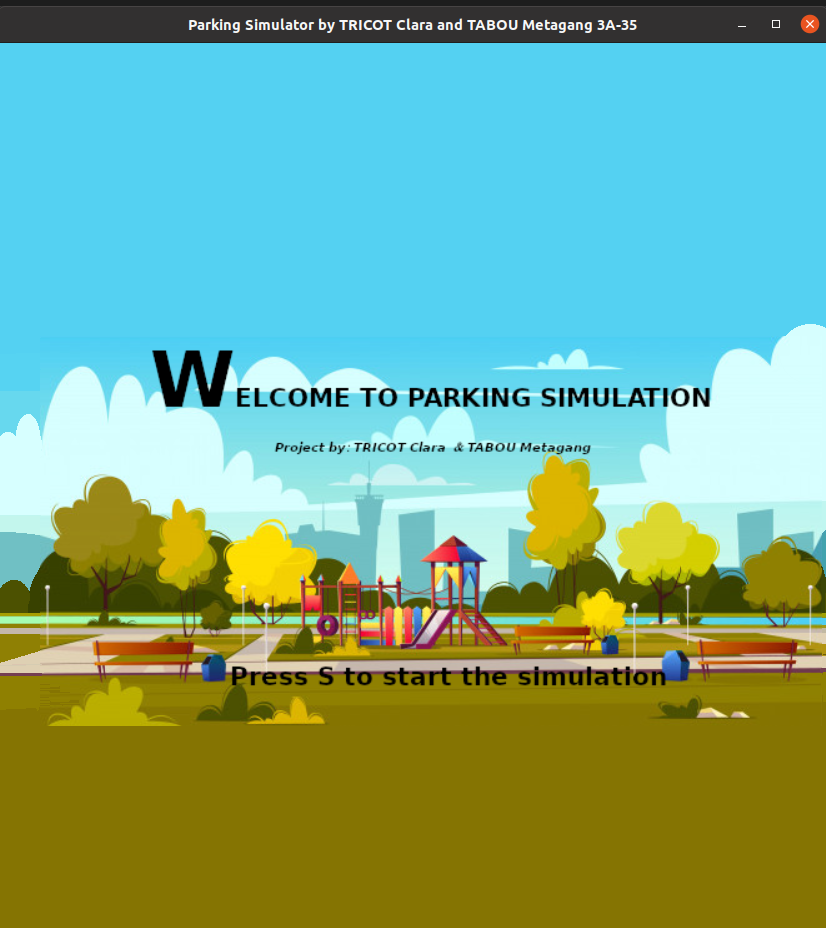 Parking Simulator by TRICOT Clara and TABOU Metagang 3A-35
WELCOME TO PARKING SIMULATION
Project by: TRICOT Clara & TABOU Metagang
Press S to start the simulation